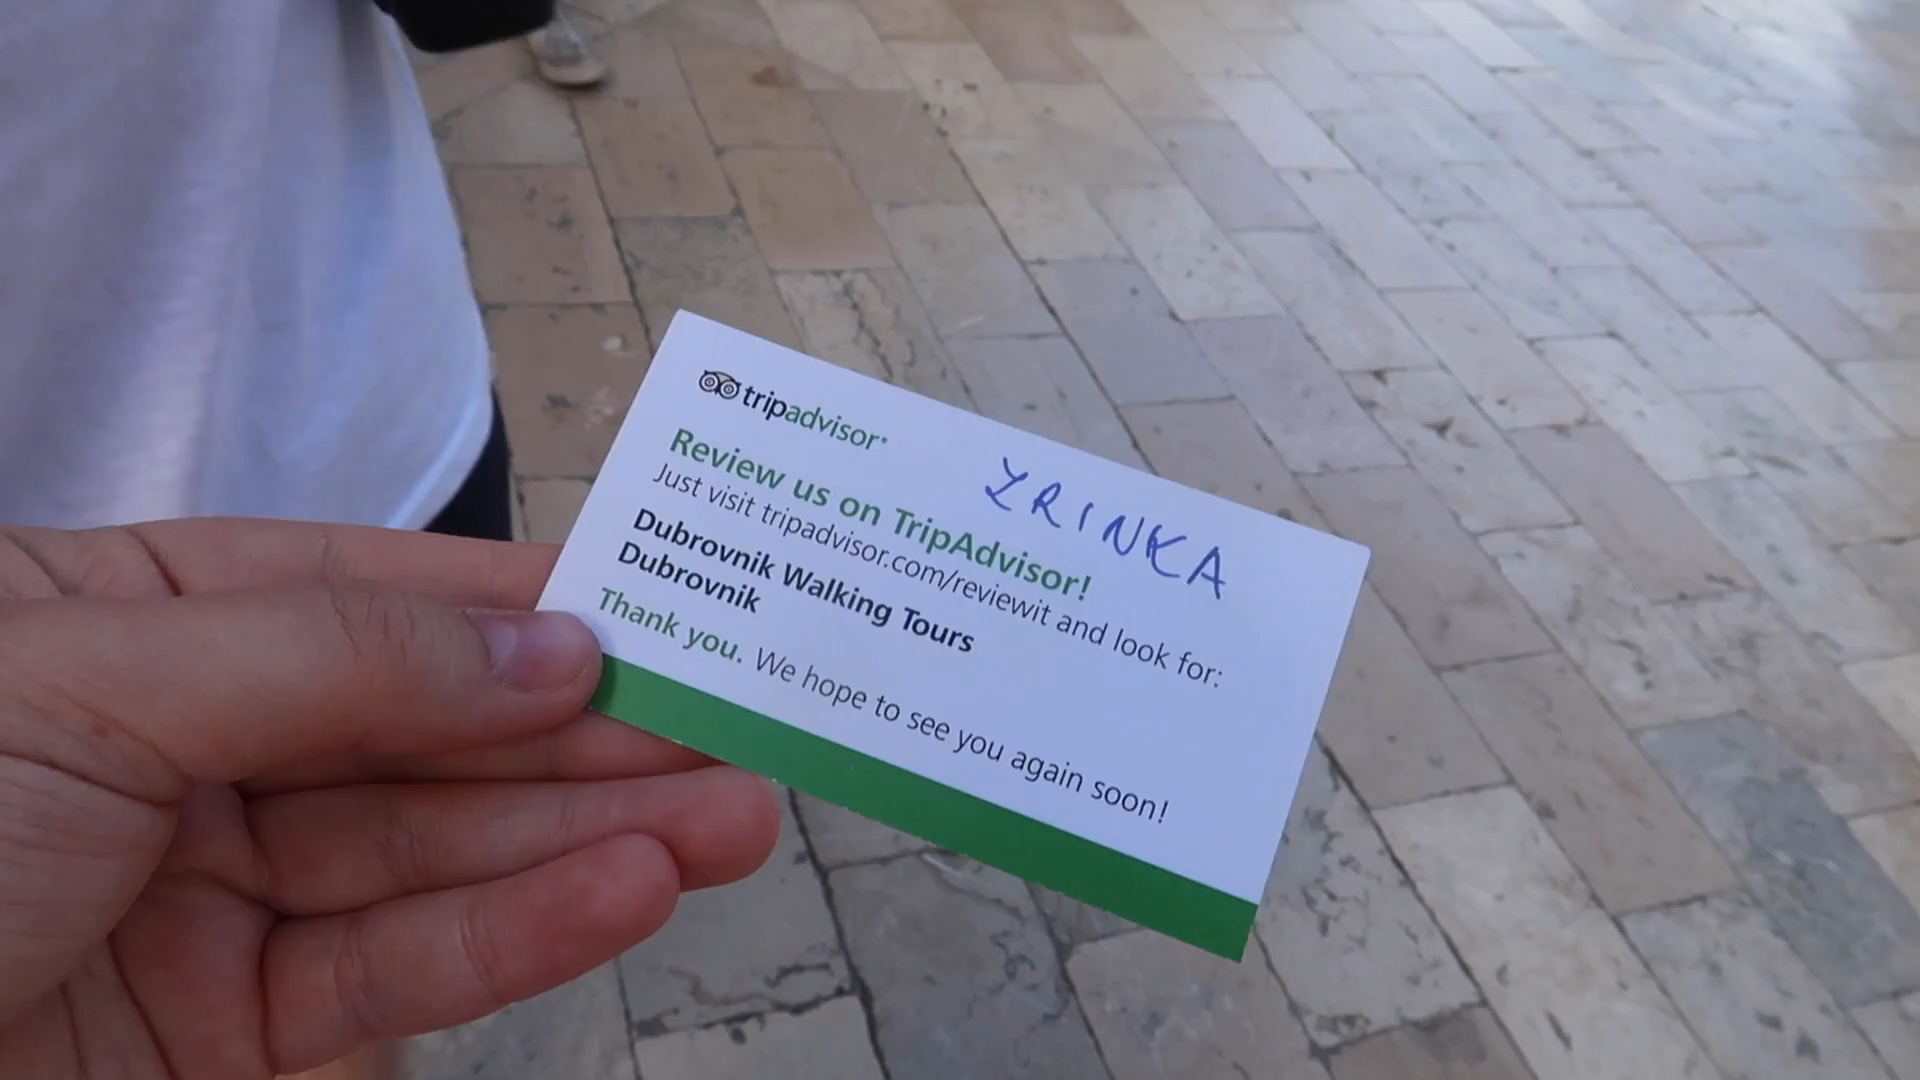 tripadvisor®
ZRINKA
Review us on TripAdvisor!
Just visit tripadvisor.com/reviewit and look for:
Dubrovnik Walking Tours
Dubrovnik
Thank you. We hope to see you again soon!